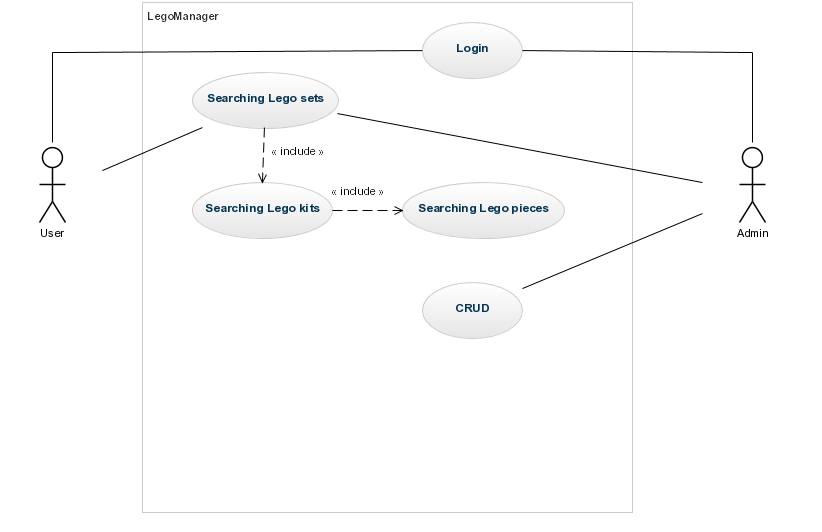 LegoManager
Login
Searching Lego sets
« include »
« include »
Searching Lego kits
Searching Lego pieces
User
Admin
CRUD